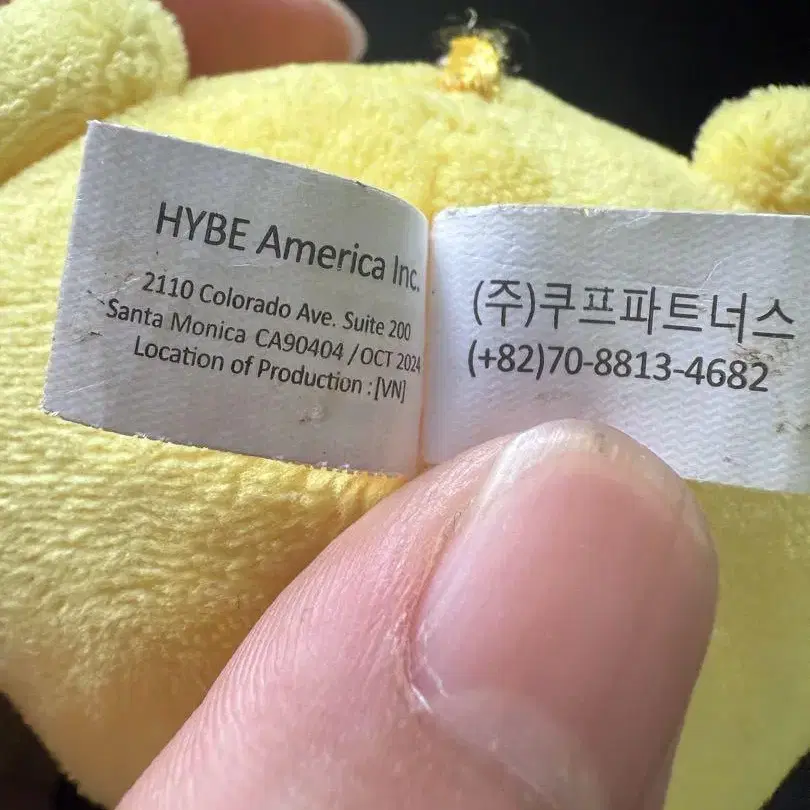 HYBE America Inc.
2110 Colorado Ave. Suite 200
Santa Monica CA90404 / OCT 2024
Location of Production : [VN]
(주)쿠프파트너스
(+82)70-8813-4682